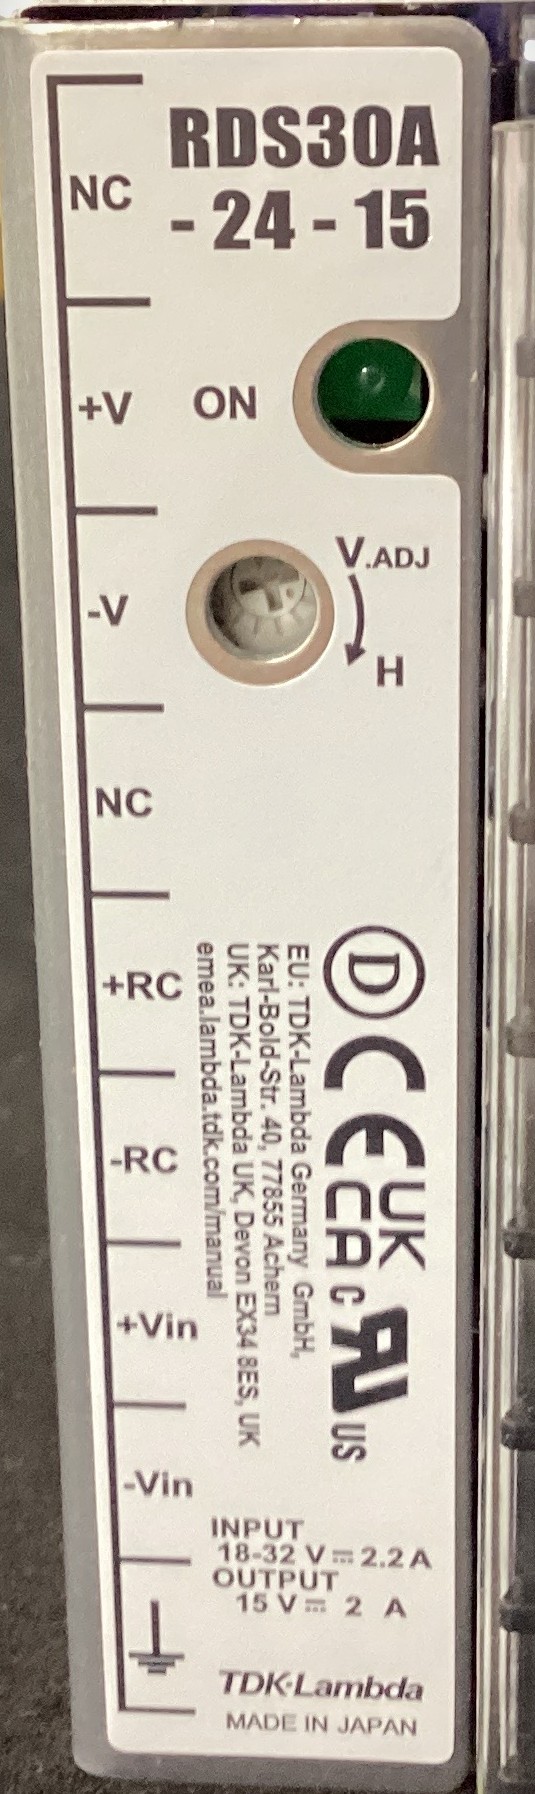 RDS30A
- 24 - 15
NC
+V
ON
-V
V.ADJ
H
NC
+RC
-RC
+Vin
-Vin
D
CE
UK
CA
C RU US
EU: TDK-Lambda Germany GmbH,
Karl-Bold-Str. 40, 77855 Achern
UK: TDK-Lambda UK, Devon EX34 8ES, UK
emea.lambda.tdk.com/manual
INPUT
18-32 V⎓2.2 A
OUTPUT
15 V⎓ 2 A
TDK·Lambda
MADE IN JAPAN